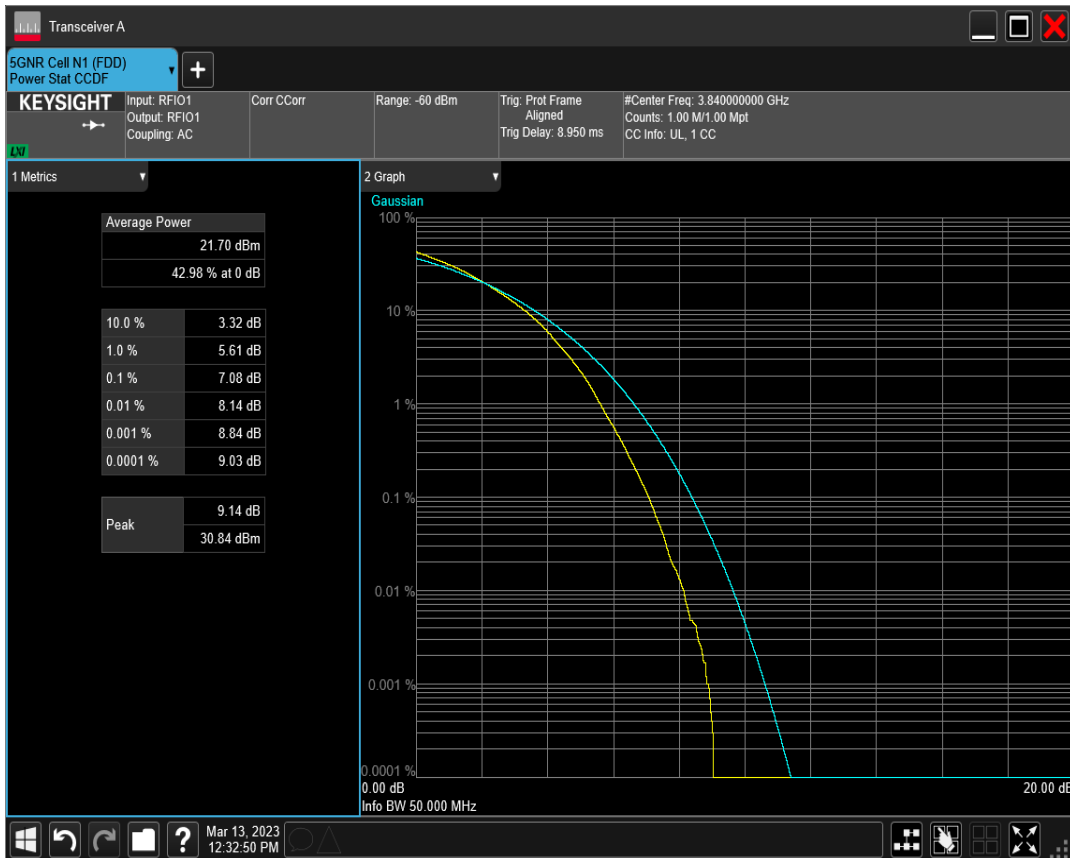 Transceiver A
5GNR Cell N1 (FDD)
Power Stat CCDF
KEYSIGHT
LXI
Input: RFIO1
Output: RFIO1
Coupling: AC
Corr CCorr
Range: -60 dBm
Trig: Prot Frame
Aligned
Trig Delay: 8.950 ms
#Center Freq: 3.840000000 GHz
Counts: 1.00 M/1.00 Mpt
CC Info: UL, 1 CC
1 Metrics
Average Power
21.70 dBm
42.98 % at 0 dB
10.0 % 3.32 dB
1.0 % 5.61 dB
0.1 % 7.08 dB
0.01 % 8.14 dB
0.001 % 8.84 dB
0.0001 % 9.03 dB
Peak
9.14 dB
30.84 dBm
2 Graph
Gaussian
100 %
10 %
1 %
0.1 %
0.01 %
0.001 %
0.0001 %
0.00 dB
20.00 dB
Info BW 50.000 MHz
?
Mar 13, 2023
12:32:50 PM